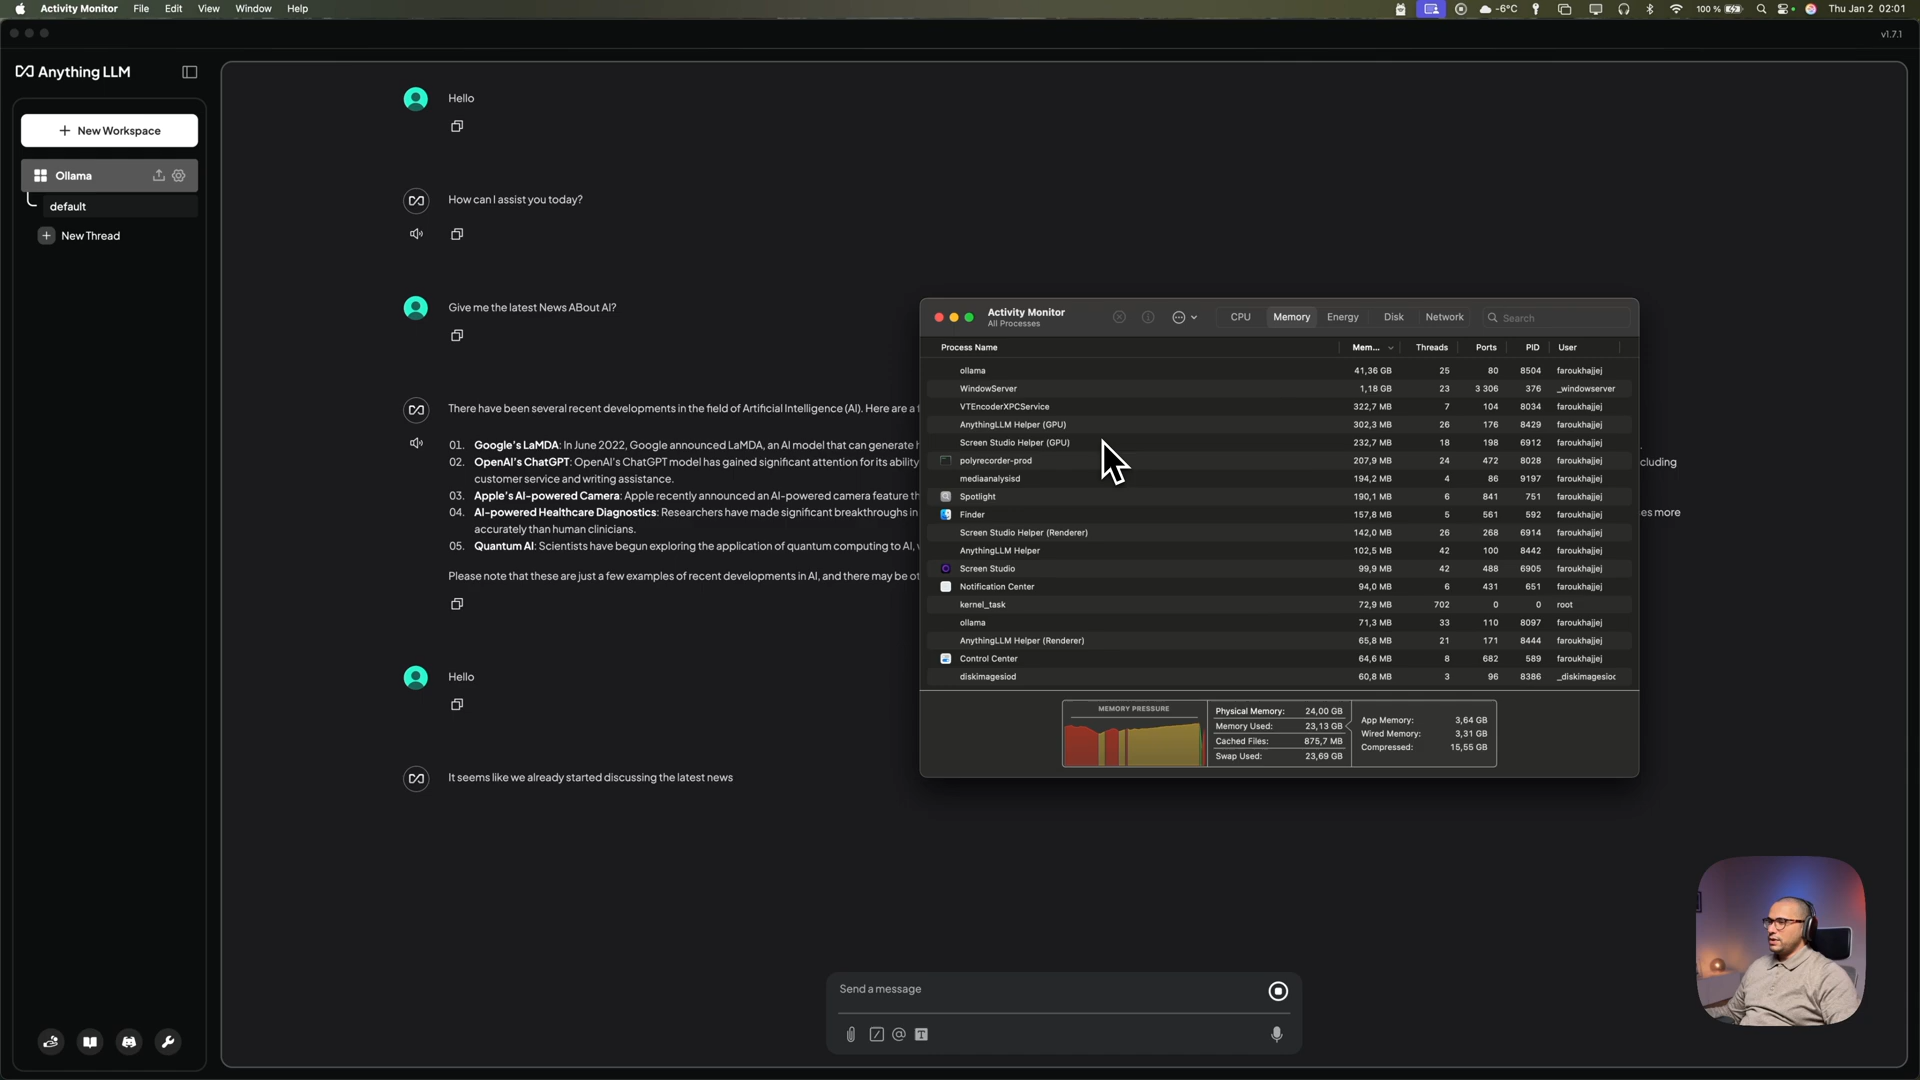 Activity Monitor File Edit View Window Help
-6°C 100 % Thu Jan 2 02:01
v1.7.1
Anything LLM
New Workspace
Ollama
default
New Thread
Hello
How can I assist you today?
Give me the latest News ABout AI?
There have been several recent developments in the field of Artificial Intelligence (AI). Here are a f
01. Google's LaMDA: In June 2022, Google announced LaMDA, an AI model that can generate h
02. OpenAI's ChatGPT: OpenAI's ChatGPT model has gained significant attention for its ability cluding
customer service and writing assistance.
03. Apple's AI-powered Camera: Apple recently announced an AI-powered camera feature th
04. AI-powered Healthcare Diagnostics: Researchers have made significant breakthroughs in es more
accurately than human clinicians.
05. Quantum AI: Scientists have begun exploring the application of quantum computing to AI,
Please note that these are just a few examples of recent developments in AI, and there may be ot
Hello
It seems like we already started discussing the latest news
Send a message
Activity Monitor
All Processes
CPU Memory Energy Disk Network Search
Process Name Mem... Threads Ports PID User
ollama 41,36 GB 25 80 8504 faroukhajjej
WindowServer 1,18 GB 23 3 306 376 _windowserver
VTEncoderXPCService 322,7 MB 7 104 8034 faroukhajjej
AnythingLLM Helper (GPU) 302,3 MB 26 176 8429 faroukhajjej
Screen Studio Helper (GPU) 232,7 MB 18 198 6912 faroukhajjej
polyrecorder-prod 207,9 MB 24 472 8028 faroukhajjej
mediaanalysisd 194,2 MB 4 86 9197 faroukhajjej
Spotlight 190,1 MB 6 841 751 faroukhajjej
Finder 157,8 MB 5 561 592 faroukhajjej
Screen Studio Helper (Renderer) 142,0 MB 26 268 6914 faroukhajjej
AnythingLLM Helper 102,5 MB 42 100 8442 faroukhajjej
Screen Studio 99,9 MB 42 488 6905 faroukhajjej
Notification Center 94,0 MB 6 431 651 faroukhajjej
kernel_task 72,9 MB 702 0 0 root
ollama 71,3 MB 33 110 8097 faroukhajjej
AnythingLLM Helper (Renderer) 65,8 MB 21 171 8444 faroukhajjej
Control Center 64,6 MB 8 682 589 faroukhajjej
diskimagesiod 60,8 MB 3 96 8386 _diskimagesioc
MEMORY PRESSURE
Physical Memory: 24,00 GB
Memory Used: 23,13 GB
Cached Files: 875,7 MB
Swap Used: 23,69 GB
App Memory: 3,64 GB
Wired Memory: 3,31 GB
Compressed: 15,55 GB